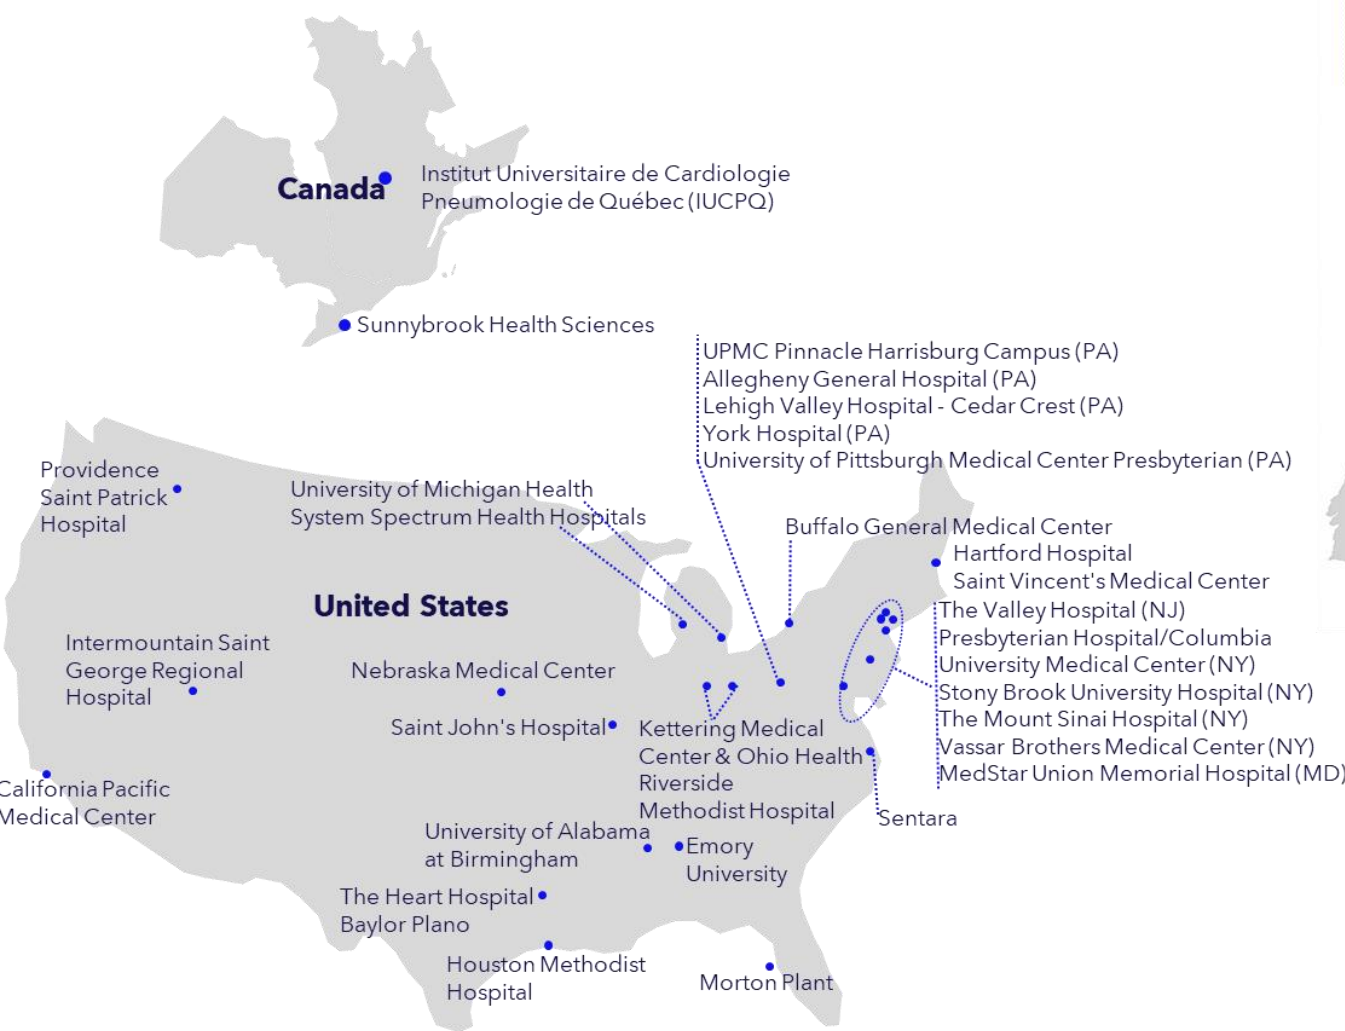 Canada
Institut Universitaire de Cardiologie
Pneumologie de Québec (IUCPQ)
Sunnybrook Health Sciences
UPMC Pinnacle Harrisburg Campus (PA)
Allegheny General Hospital (PA)
Lehigh Valley Hospital - Cedar Crest (PA)
York Hospital (PA)
University of Pittsburgh Medical Center Presbyterian (PA)
Providence
Saint Patrick
Hospital
University of Michigan Health
System Spectrum Health Hospitals
Buffalo General Medical Center
Hartford Hospital
Saint Vincent's Medical Center
The Valley Hospital (NJ)
Presbyterian Hospital/Columbia
University Medical Center (NY)
Stony Brook University Hospital (NY)
The Mount Sinai Hospital (NY)
Vassar Brothers Medical Center (NY)
MedStar Union Memorial Hospital (MD)
United States
Intermountain Saint
George Regional
Hospital
Nebraska Medical Center
Saint John's Hospital
Kettering Medical
Center & Ohio Health
Riverside
Methodist Hospital
California Pacific
Medical Center
Sentara
University of Alabama
at Birmingham
Emory
University
The Heart Hospital
Baylor Plano
Houston Methodist
Hospital
Morton Plant